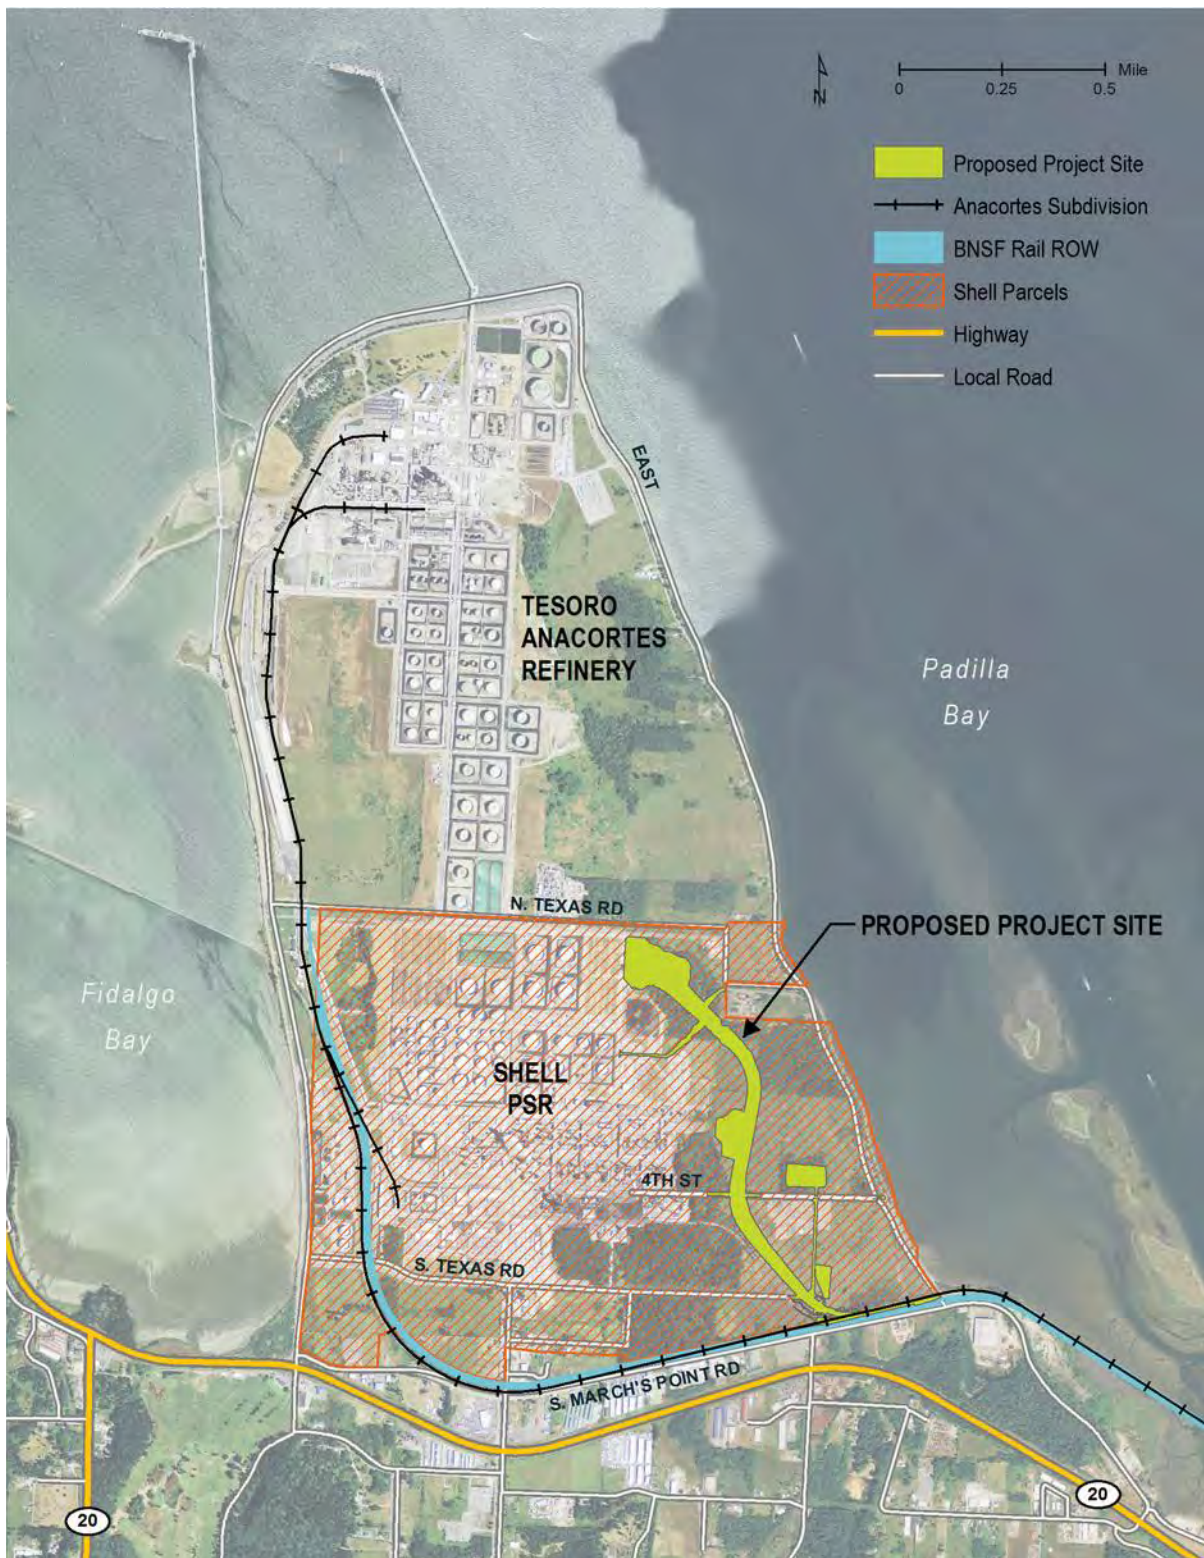 Mile
0 0.25 0.5
Proposed Project Site
Anacortes Subdivision
BNSF Rail ROW
Shell Parcels
Highway
Local Road
EAST
TESORO
ANACORTES
REFINERY
Padilla
Bay
N. TEXAS RD
PROPOSED PROJECT SITE
Fidalgo
Bay
SHELL
PSR
4TH ST
S. TEXAS RD
S. MARCH'S POINT RD
20
20
N